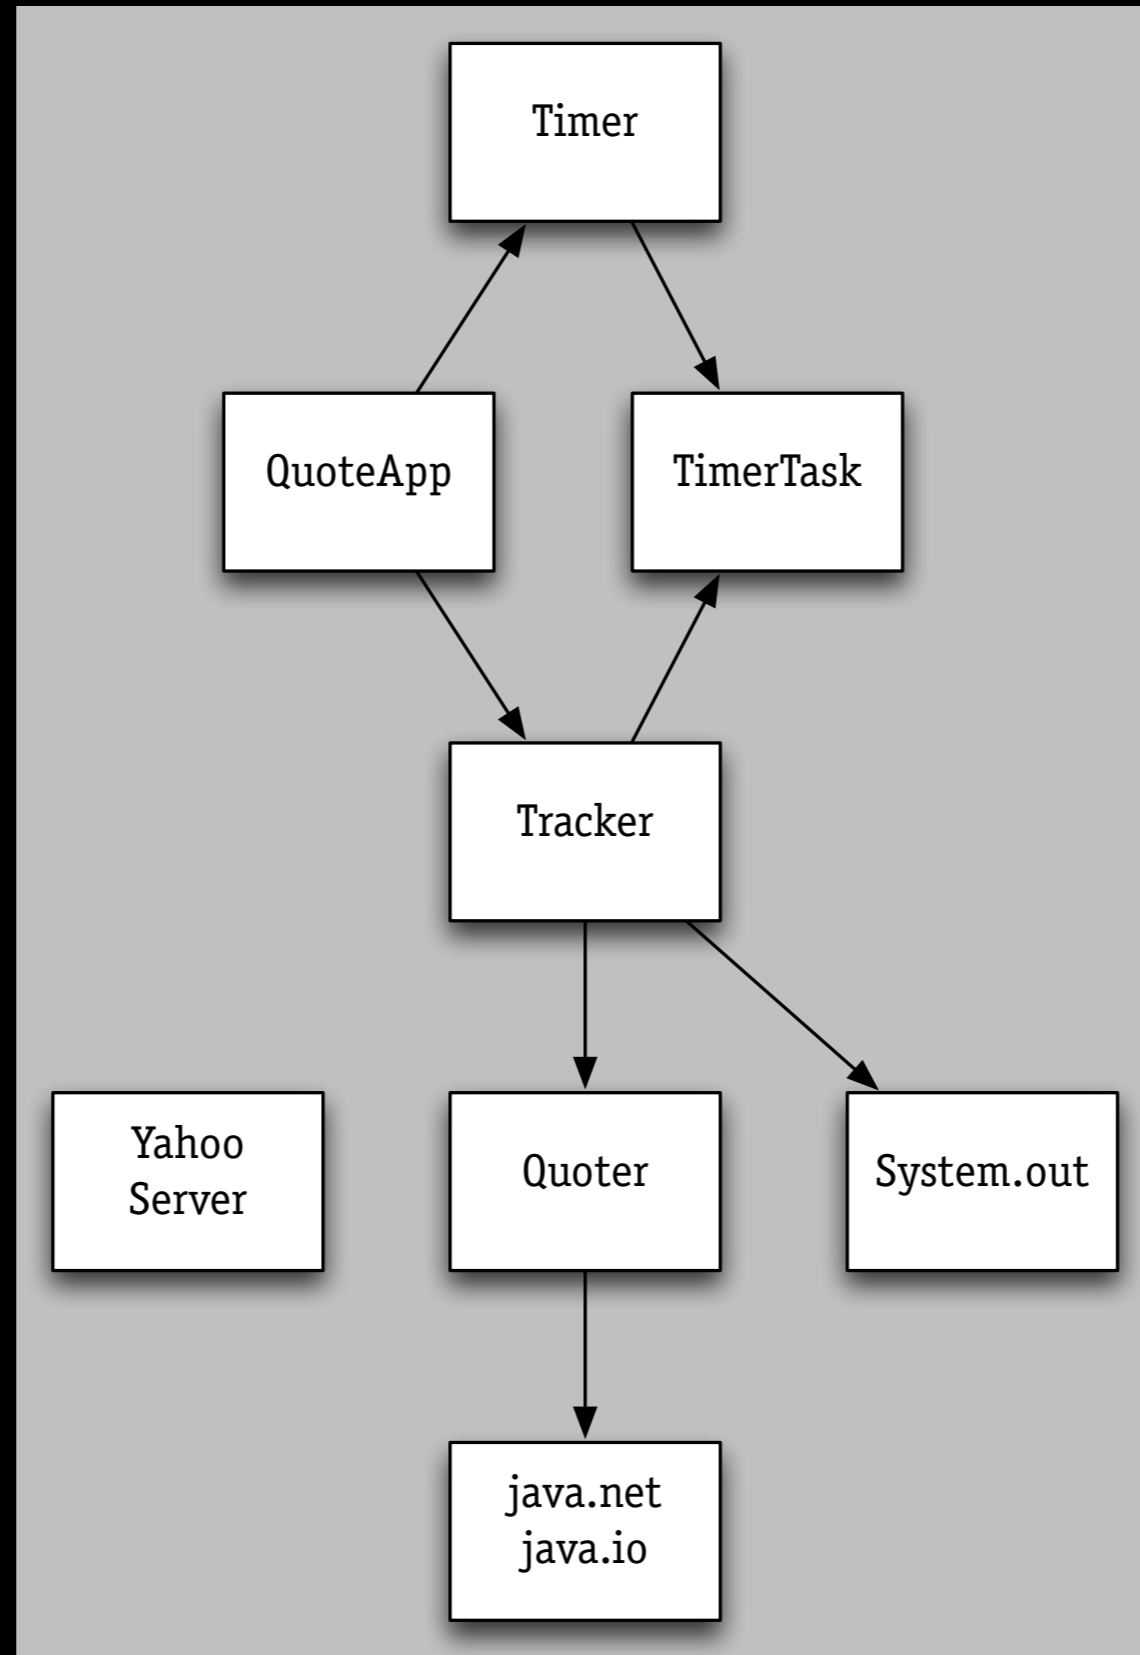 Timer
QuoteApp
TimerTask
Tracker
Yahoo
Server
Quoter
System.out
java.net
java.io